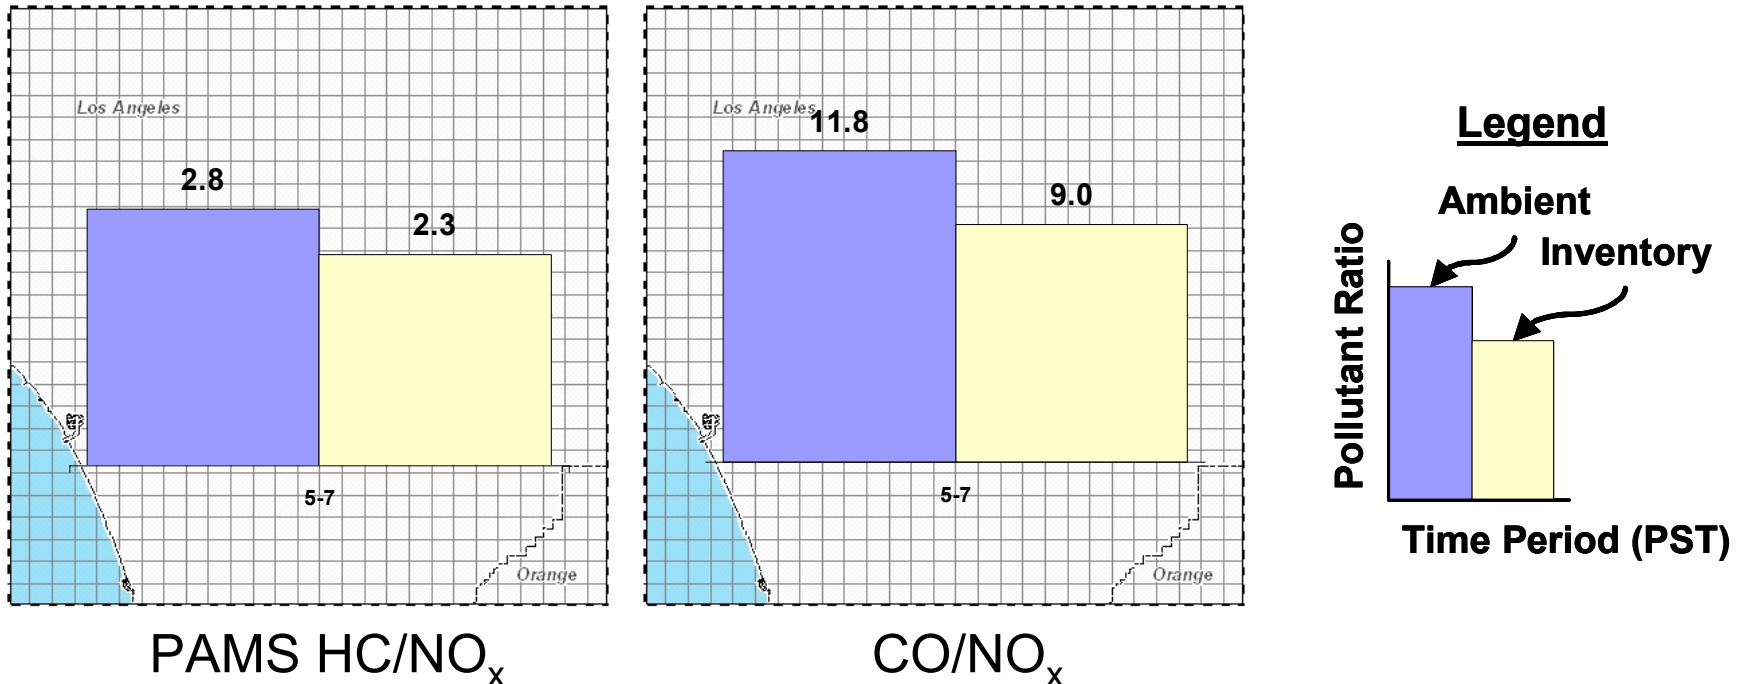 Los Angeles
2.8
2.3
5-7
Orange
PAMS HC/NOx
Los Angeles
11.8
9.0
5-7
Orange
CO/NOx
Legend
Ambient
Inventory
Pollutant Ratio
Time Period (PST)